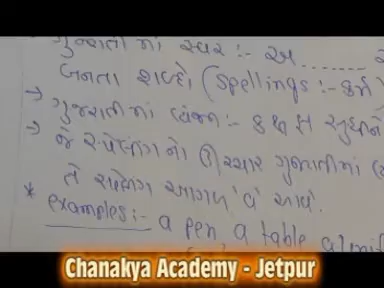 ગુજરાતીમાં સ્વર :- અ ......
બનતા શબ્દો (Spellings :-
→ ગુજરાતીમાં વ્યંજન :- ક થી ક્ષ સુધીને
→ જે સ્પેલીંગનો ઉચ્ચાર ગુજરાતીમાં
તે સ્પેલીંગ આગળ 'a' આવે.
* examples:- a pen, a table
Chanakya Academy - Jetpur